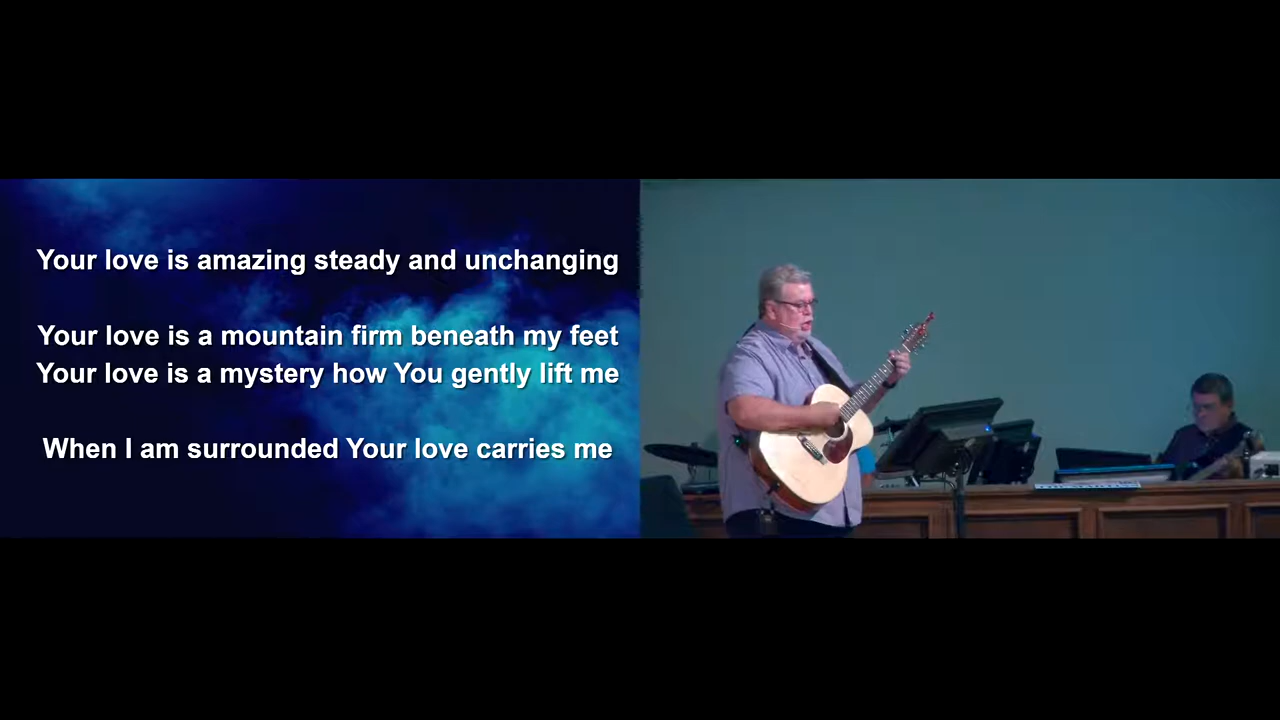 Your love is amazing steady and unchanging
Your love is a mountain firm beneath my feet
Your love is a mystery how You gently lift me
When I am surrounded Your love carries me